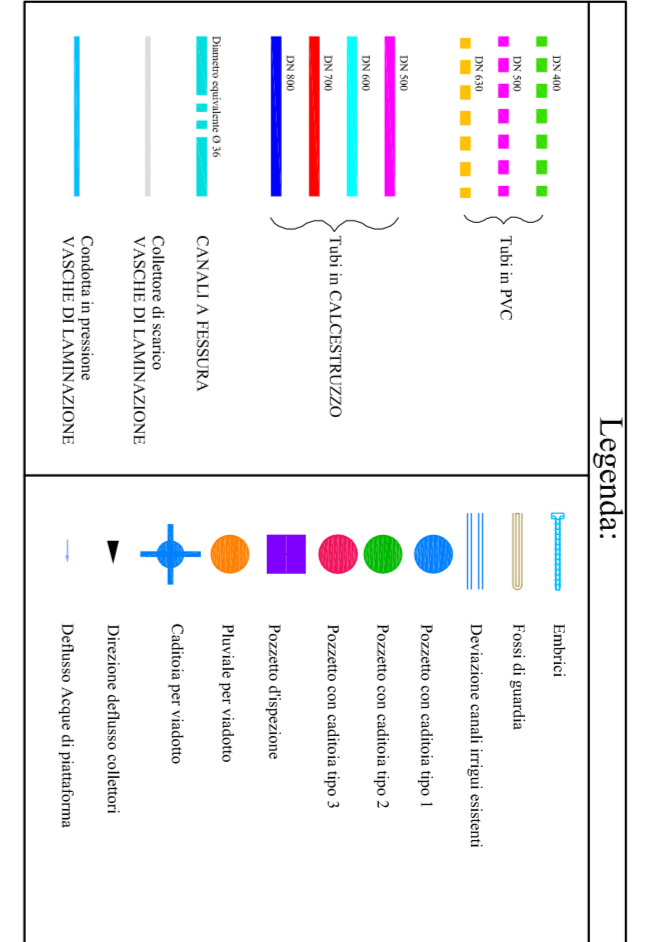 Legenda:
DN 400
DN 500
DN 630
Tubi in PVC
DN 500
DN 600
DN 700
DN 800
Tubi in CALCESTRUZZO
Diametro equivalente Ø 36
CANALI A FESSURA
Collettore di scarico
VASCHE DI LAMINAZIONE
Condotta in pressione
VASCHE DI LAMINAZIONE
Embrici
Fossi di guardia
Deviazione canali irrigui esistenti
Pozzetto con caditoia tipo 1
Pozzetto con caditoia tipo 2
Pozzetto con caditoia tipo 3
Pozzetto d'ispezione
Pluviale per viadotto
Caditoia per viadotto
Direzione deflusso collettori
Deflusso Acque di piattaforma